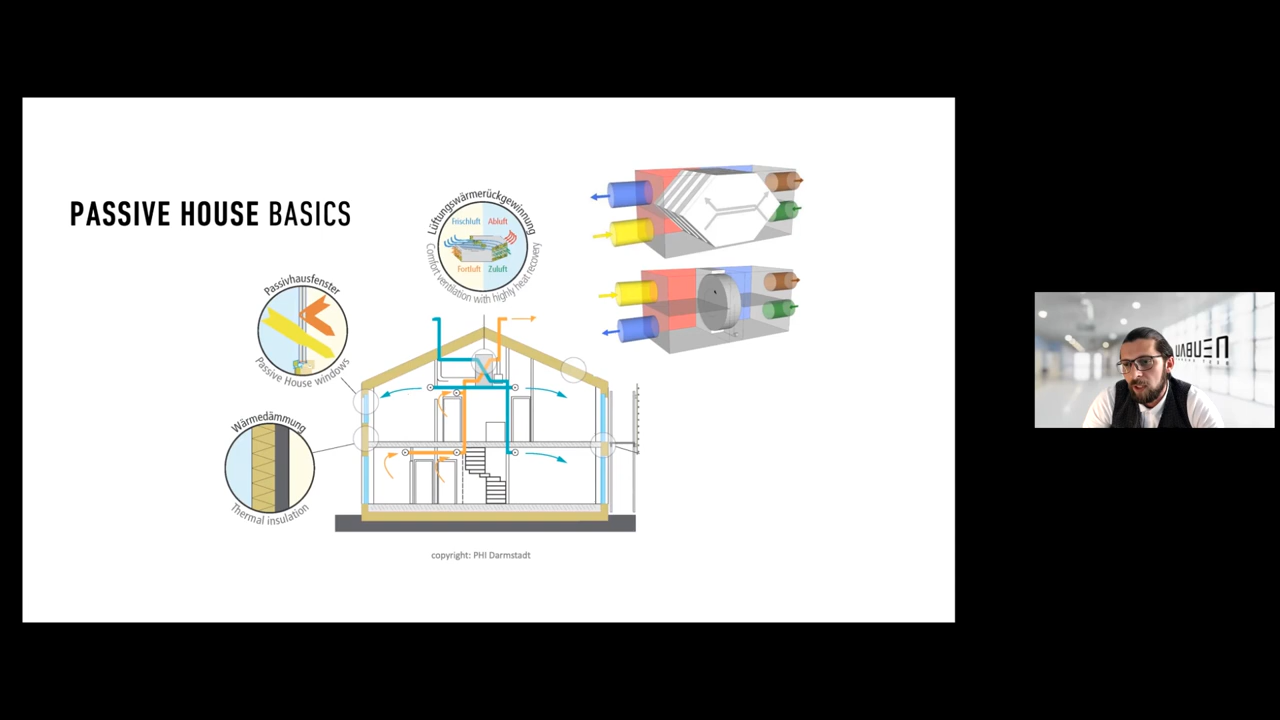 PASSIVE HOUSE BASICS
Lüftungswärmerückgewinnung
Frischluft Abluft
Fortluft Zuluft
Comfort ventilation with highly heat recovery
Passivhausfenster
Passive House windows
Wärmedämmung
Thermal insulation
copyright: PHI Darmstadt
NEUBAU